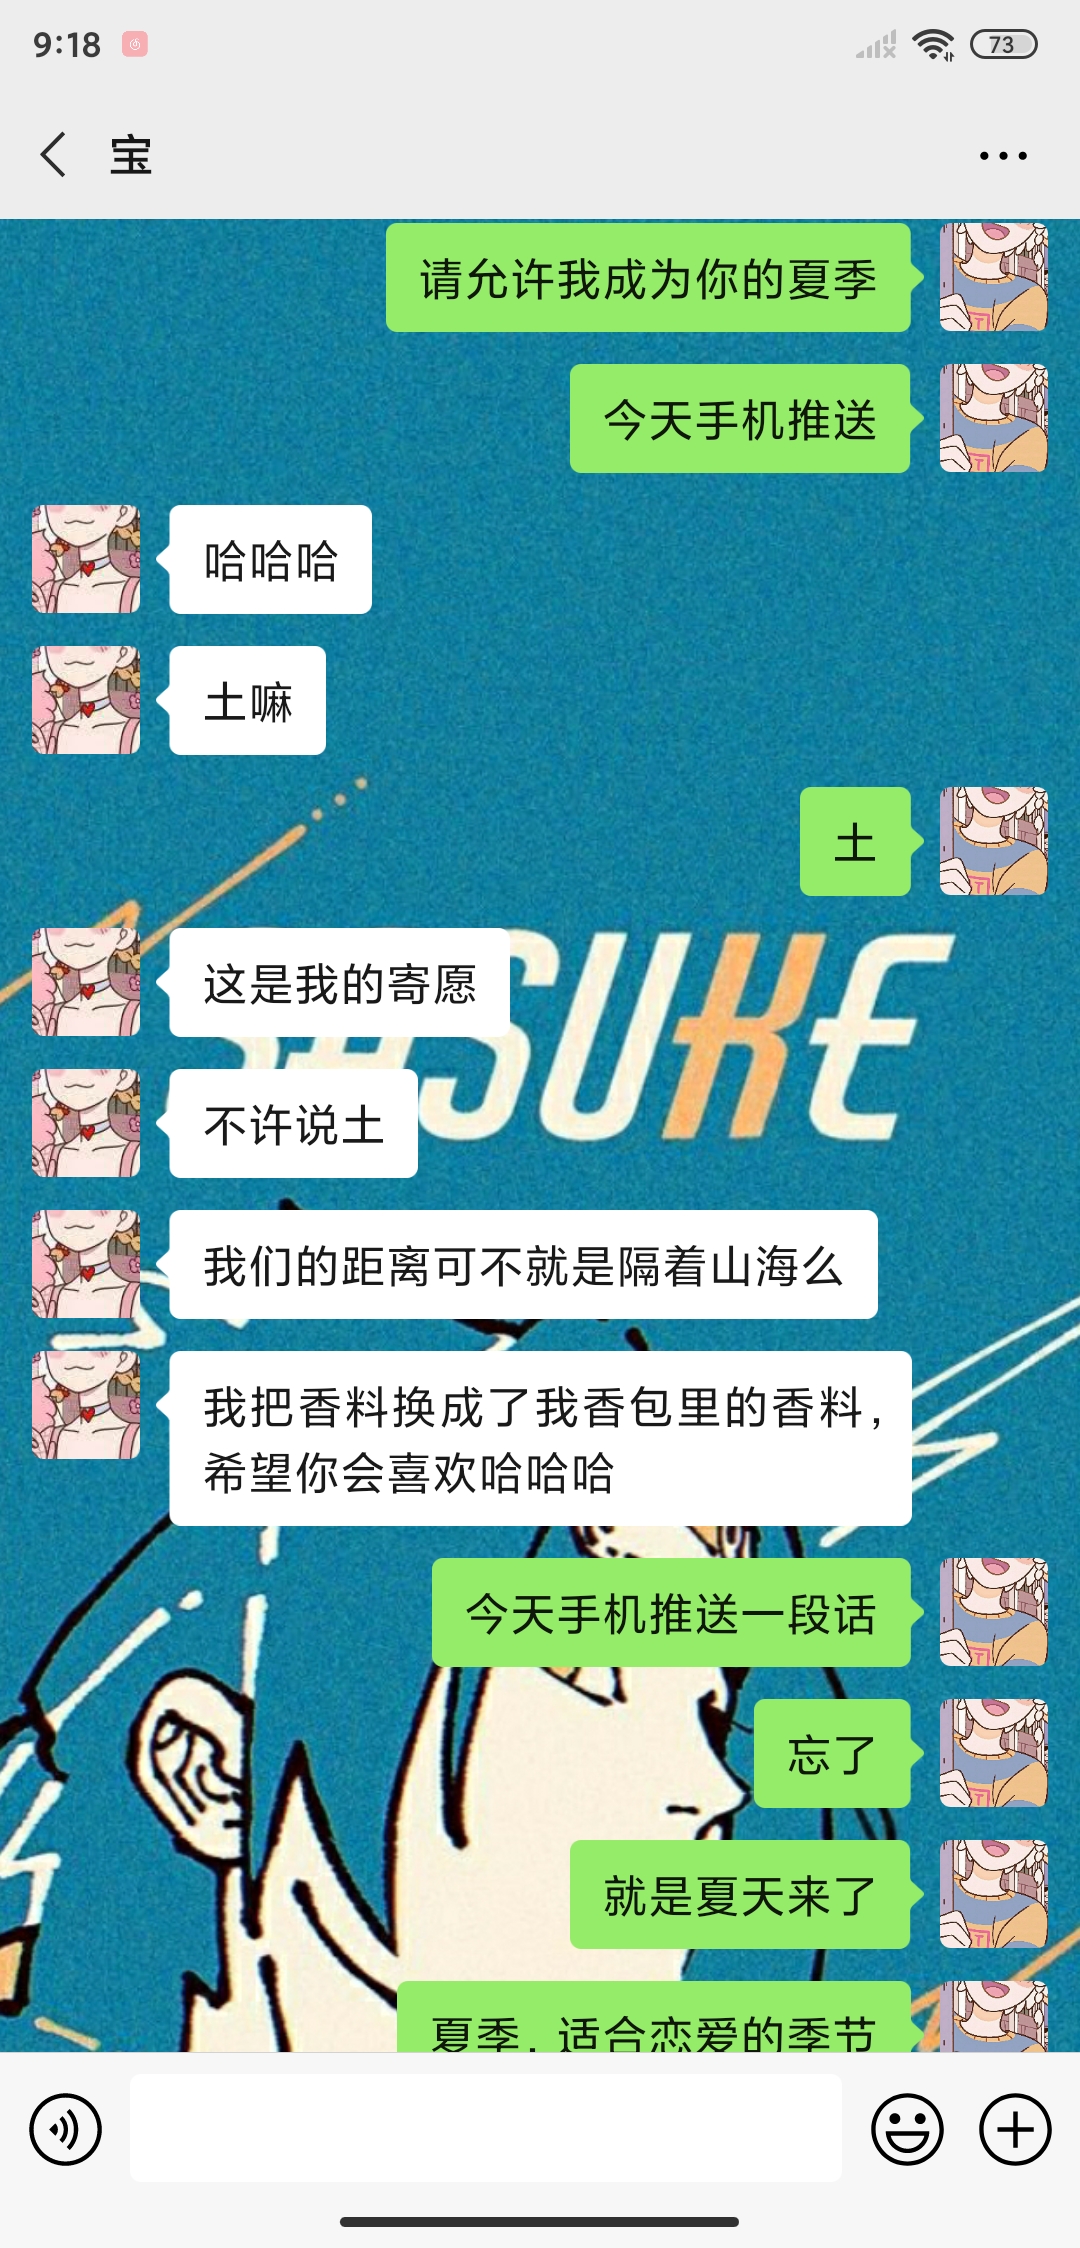 9:18
73
宝
请允许我成为你的夏季
今天手机推送
哈哈哈
土嘛
土
这是我的寄愿
SUKE
不许说土
我们的距离可不就是隔着山海么
我把香料换成了我香包里的香料,
希望你会喜欢哈哈哈
今天手机推送一段话
忘了
就是夏天来了
夏季，适合恋爱的季节